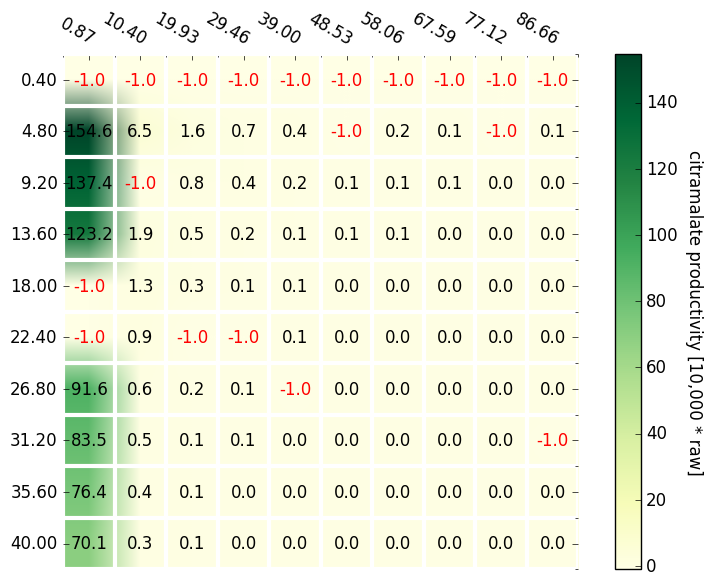 0.87 10.40 19.93 29.46 39.00 48.53 58.06 67.59 77.12 86.66
0.40 -1.0 -1.0 -1.0 -1.0 -1.0 -1.0 -1.0 -1.0 -1.0 -1.0
4.80 154.6 6.5 1.6 0.7 0.4 -1.0 0.2 0.1 -1.0 0.1
9.20 137.4 -1.0 0.8 0.4 0.2 0.1 0.1 0.1 0.0 0.0
13.60 123.2 1.9 0.5 0.2 0.1 0.1 0.1 0.0 0.0 0.0
18.00 -1.0 1.3 0.3 0.1 0.1 0.0 0.0 0.0 0.0 0.0
22.40 -1.0 0.9 -1.0 -1.0 0.1 0.0 0.0 0.0 0.0 0.0
26.80 91.6 0.6 0.2 0.1 -1.0 0.0 0.0 0.0 0.0 0.0
31.20 83.5 0.5 0.1 0.1 0.0 0.0 0.0 0.0 0.0 -1.0
35.60 76.4 0.4 0.1 0.0 0.0 0.0 0.0 0.0 0.0 0.0
40.00 70.1 0.3 0.1 0.0 0.0 0.0 0.0 0.0 0.0 0.0
140
120
100
80
60
40
20
0
citramalate productivity [10,000 * raw]